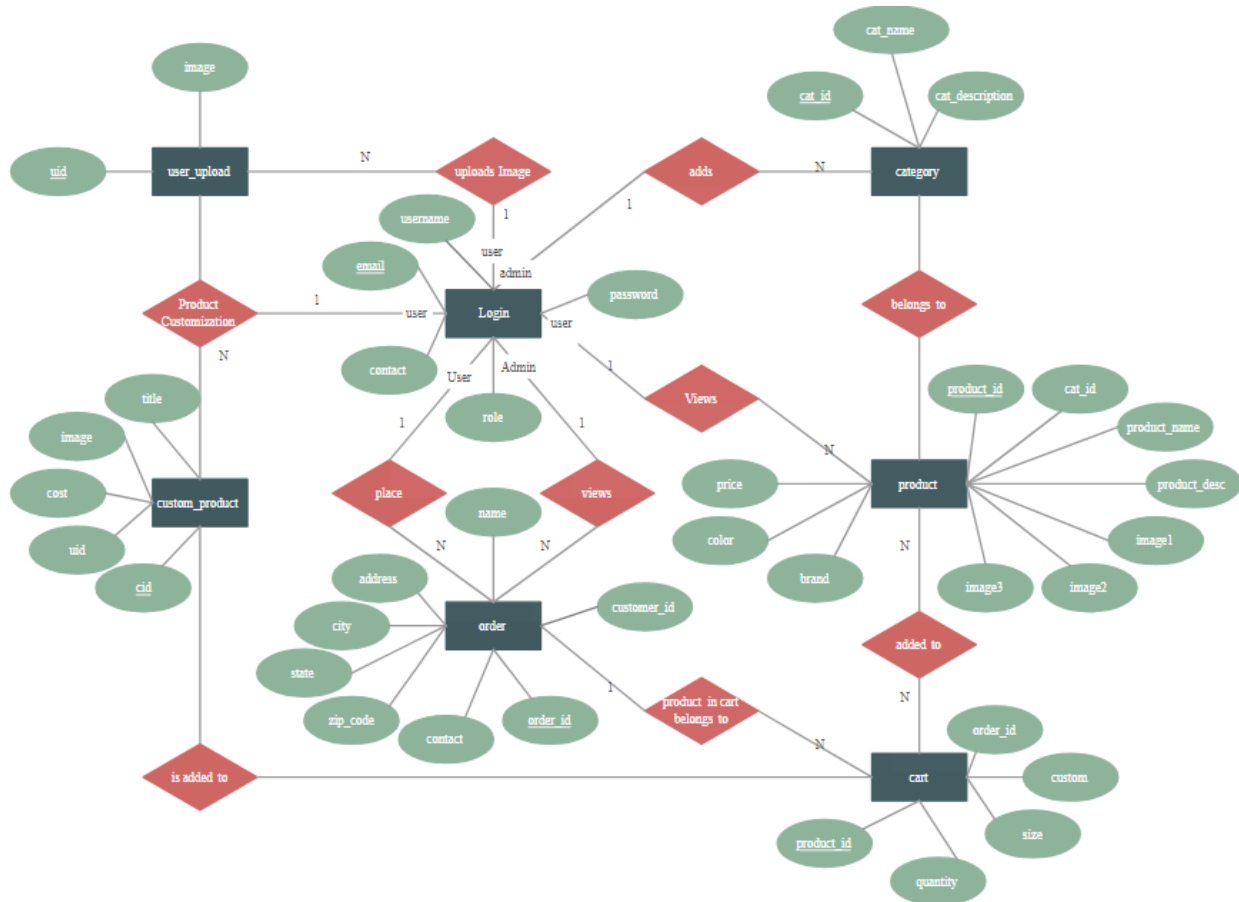 cat_name
image
cat_id
cat_description
N
uid
user_upload
uploads Image
adds
N
category
1
1
username
user
email
admin
password
Product
Customization
1
user
Login
user
belongs to
N
contact
User
Admin
1
product_id
cat_id
title
role
Views
image
1
1
product_name
N
cost
custom_product
place
name
views
price
product
product_desc
uid
color
N
N
N
image1
cid
address
brand
image3
image2
city
order
customer_id
added to
state
1
product in cart
belongs to
N
zip_code
contact
order_id
order_id
N
is added to
cart
custom
size
product_id
quantity